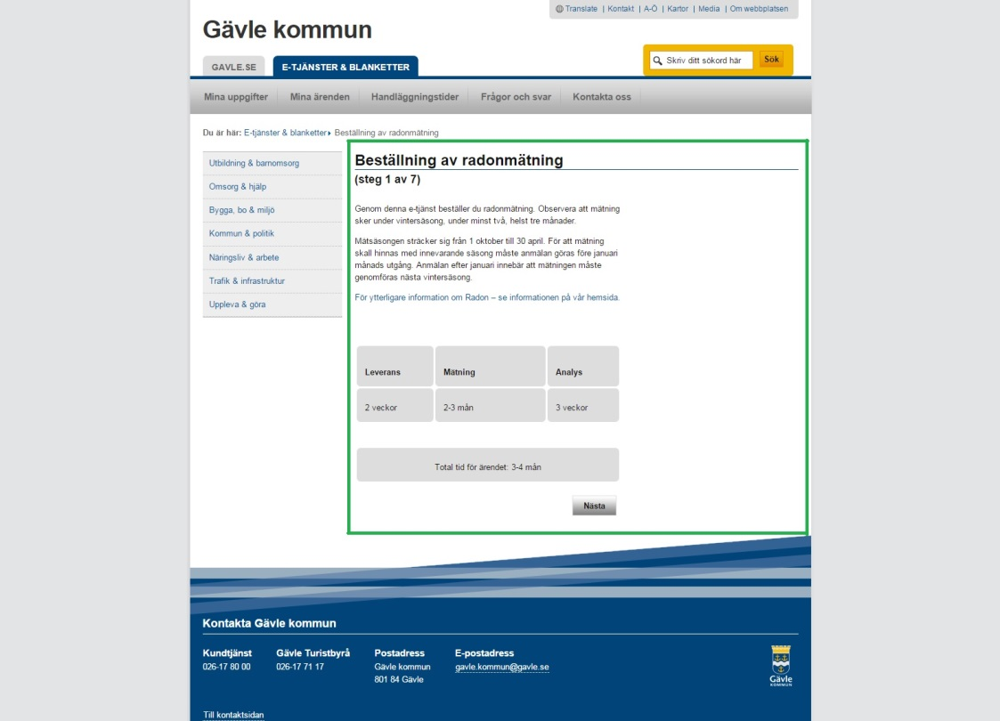 Translate | Kontakt | A-Ö | Kartor | Media | Om webbplatsen
Gävle kommun
GAVLE.SE
E-TJÄNSTER & BLANKETTER
Skriv ditt sökord här
Sök
Mina uppgifter
Mina ärenden
Handläggningstider
Frågor och svar
Kontakta oss
Du är här: E-tjänster & blanketter Beställning av radonmätning
Utbildning & barnomsorg
Omsorg & hjälp
Bygga, bo & miljö
Kommun & politik
Näringsliv & arbete
Trafik & infrastruktur
Uppleva & göra
Beställning av radonmätning
(steg 1 av 7)
Genom denna e-tjänst beställer du radonmätning. Observera att mätning
sker under vintersäsong, under minst två, helst tre månader.
Mätsäsongen sträcker sig från 1 oktober till 30 april. För att mätning
skall hinnas med innevarande säsong måste anmälan göras före januari
månads utgång. Anmälan efter januari innebär att mätningen måste
genomföras nästa vintersäsong.
För ytterligare information om Radon – se informationen på vår hemsida.
Leverans
Mätning
Analys
2 veckor
2-3 mån
3 veckor
Total tid för ärendet: 3-4 mån
Nästa
Kontakta Gävle kommun
Kundtjänst
026-17 80 00
Gävle Turistbyrå
026-17 71 17
Postadress
Gävle kommun
801 84 Gävle
E-postadress
gavle.kommun@gavle.se
Gävle
KOMMUN
Till kontaktsidan